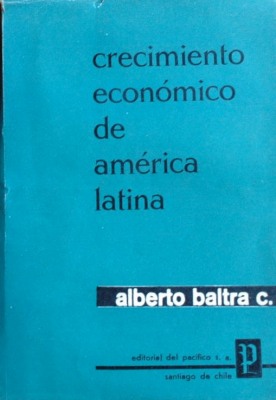 crecimiento
económico
de
américa
latina
alberto baltra c.
editorial del pacífico s. a.
santiago de chile